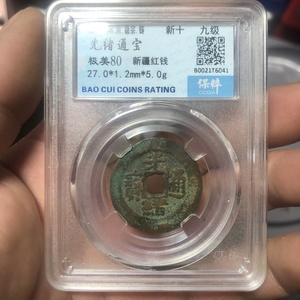 新十 九级
光绪通宝
极美80 新疆红钱
27.0*1.2mm*5.0g
8002176041
保粹
BAO CUI COINS RATING